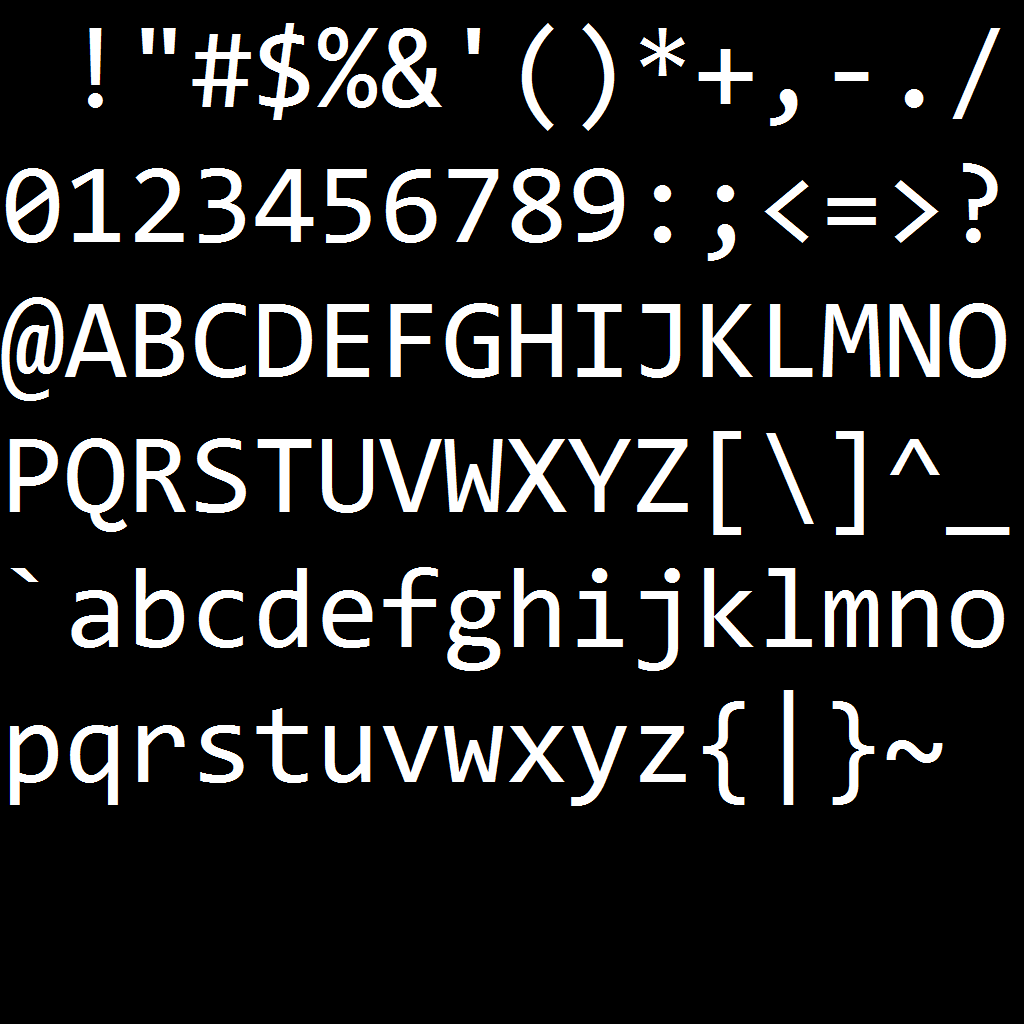 !"#$%&'()*+,-./
0123456789:;<=>?
@ABCDEFGHIJKLMNO
PQRSTUVWXYZ[\]^_
`abcdefghijklmno
pqrstuvwxyz{|}~